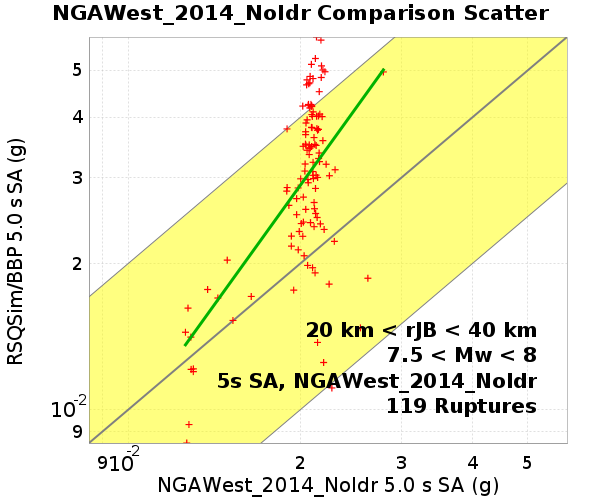 NGAWest_2014_NoIdr Comparison Scatter
RSQSim/BBP 5.0 s SA (g)
5
4
3
2
10-2
9
20 km < rJB < 40 km
7.5 < Mw < 8
5s SA, NGAWest_2014_NoIdr
119 Ruptures
9 10-2 2 3 4 5
NGAWest_2014_NoIdr 5.0 s SA (g)